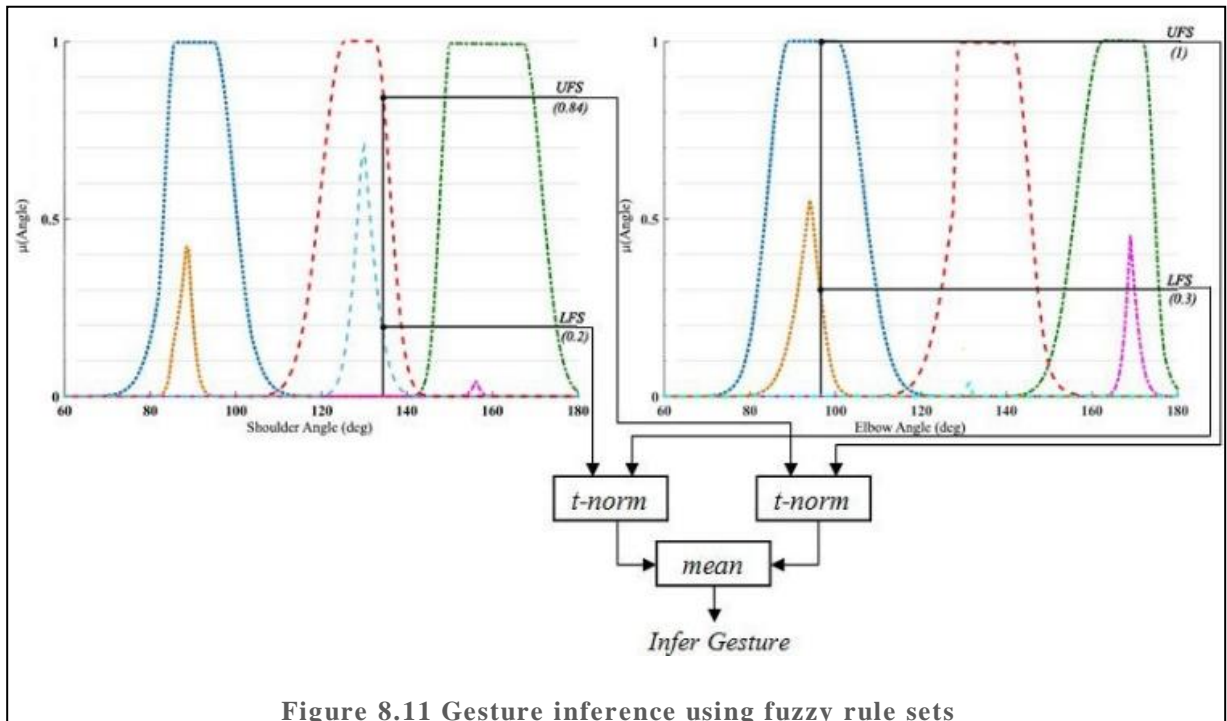 1
UFS
(0.84)
0.5
μ(Angle)
LFS
(0.2)
0
60 80 100 120 140 160 180
Shoulder Angle (deg)
1
UFS
(1)
0.5
μ(Angle)
LFS
(0.3)
0
60 80 100 120 140 160 180
Elbow Angle (deg)
t-norm
t-norm
mean
Infer Gesture
Figure 8.11 Gesture inference using fuzzy rule sets